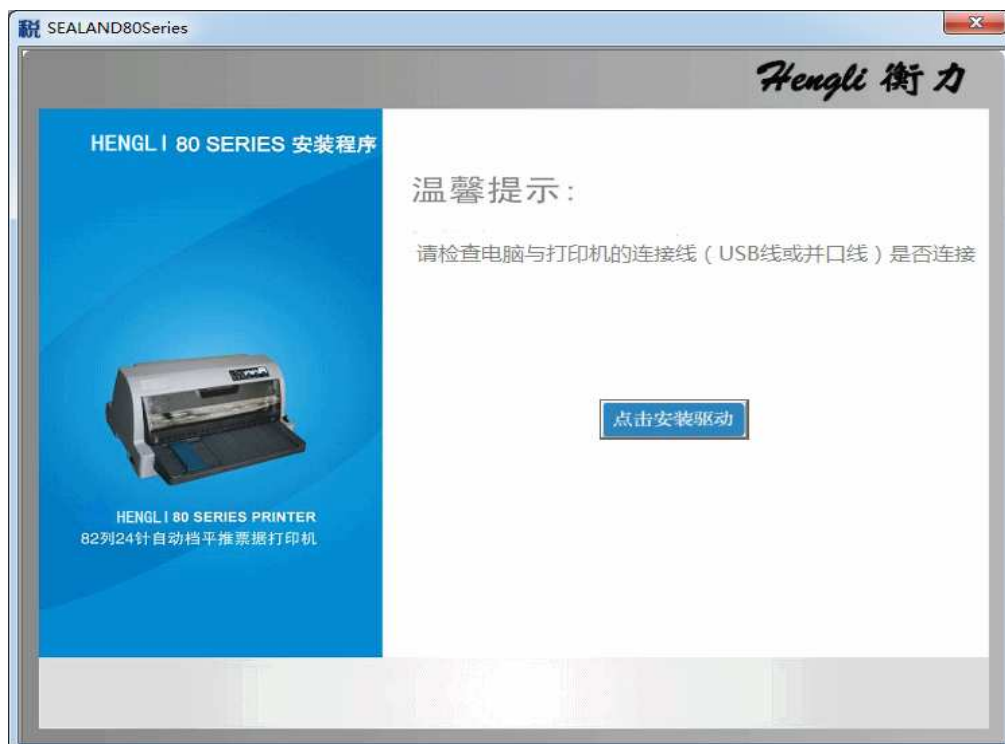 税 SEALAND80Series
Hengli 衡力
HENGLI 80 SERIES 安装程序
温馨提示:
请检查电脑与打印机的连接线（USB线或并口线）是否连接
点击安装驱动
HENGLI 80 SERIES PRINTER
82列24针自动档平推票据打印机